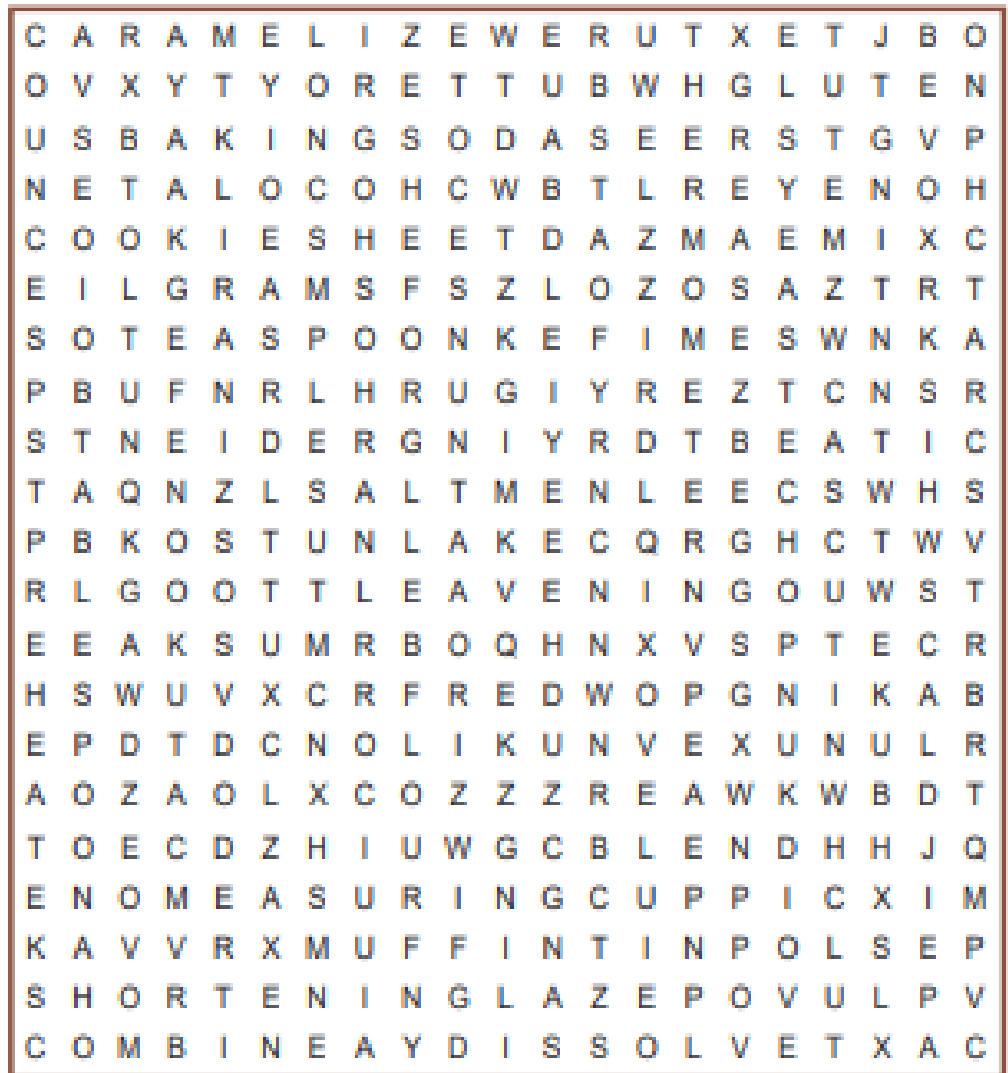 C A R A M E L I Z E W E R U T X E T J B O
O V X Y T Y O R E T T U B W H G L U T E N
U S B A K I N G S O D A S E E R S T G V P
N E T A L O C O H C W B T L R E Y E N O H
C O O K I E S H E E T D A Z M A E M I X C
E I L G R A M S F S Z L O Z O S A Z T R T
S O T E A S P O O N K E F I M E S W N K A
P B U F N R L H R U G I Y R E Z T C N S R
S T N E I D E R G N I Y R D T B E A T I C
T A Q N Z L S A L T M E N L E E C S W H S
P B K O S T U N L A K E C Q R G H C T W V
R L G O O T T L E A V E N I N G O U W S T
E E A K S U M R B O Q H N X V S P T E C R
H S W U V X C R F R E D W O P G N I K A B
E P D T D C N O L I K U N V E X U N U L R
A O Z A O L X C O Z Z Z R E A W K W B D T
T O E C D Z H I U W G C B L E N D H H J Q
E N O M E A S U R I N G C U P P I C X I M
K A V V R X M U F F I N T I N P O L S E P
S H O R T E N I N G L A Z E P O V U L P V
C O M B I N E A Y D I S S O L V E T X A C